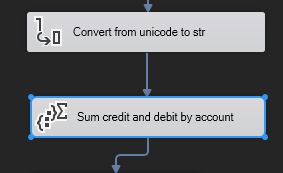 Convert from unicode to str
Sum credit and debit by account